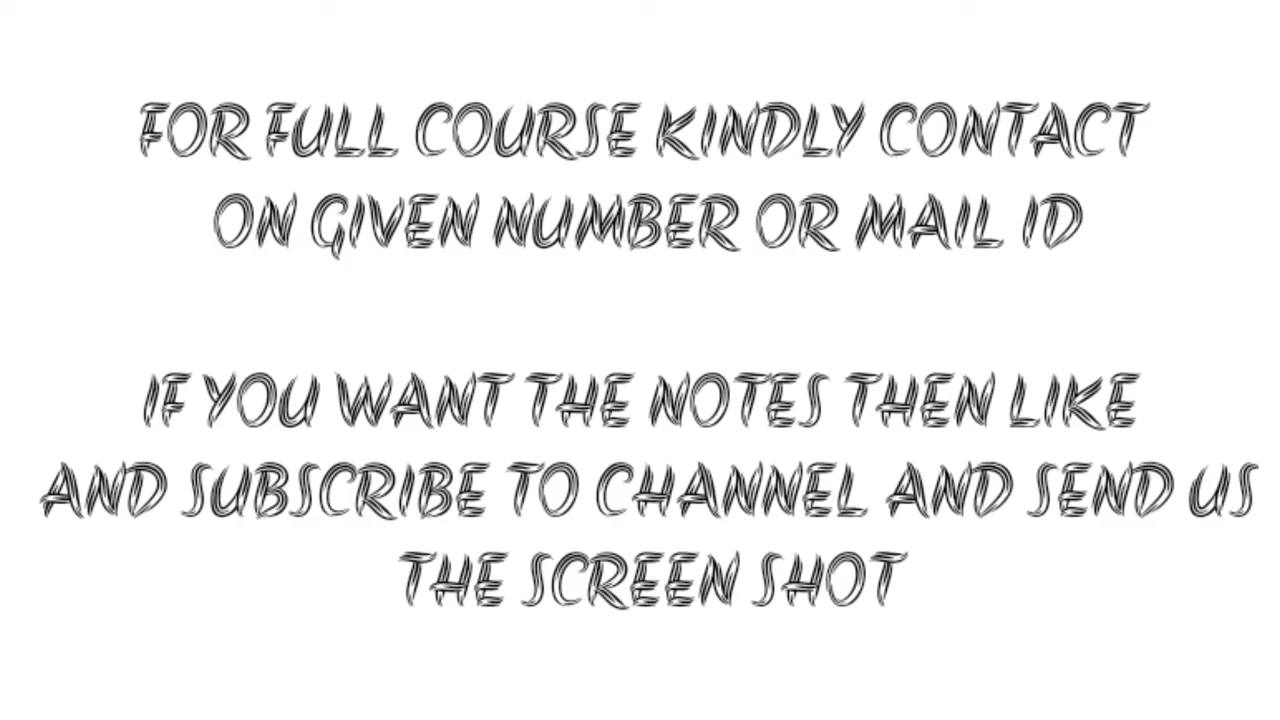 FOR FULL COURSE KINDLY CONTACT
ON GIVEN NUMBER OR MAIL ID
IF YOU WANT THE NOTES THEN LIKE
AND SUBSCRIBE TO CHANNEL AND SEND US
THE SCREEN SHOT